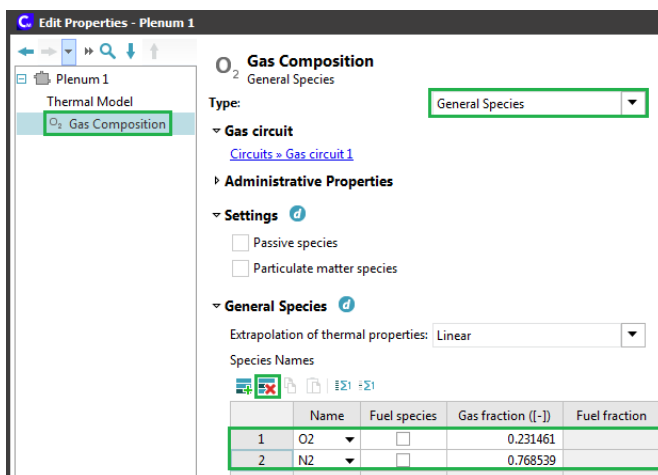 Edit Properties - Plenum 1
Plenum 1
Thermal Model
O₂ Gas Composition
O₂ Gas Composition
General Species
Type: General Species
Gas circuit
Circuits » Gas circuit 1
Administrative Properties
Settings d
Passive species
Particulate matter species
General Species d
Extrapolation of thermal properties: Linear
Species Names
Σ1 Σ1
Name Fuel species Gas fraction ([-]) Fuel fraction
1 O2 0.231461
2 N2 0.768539